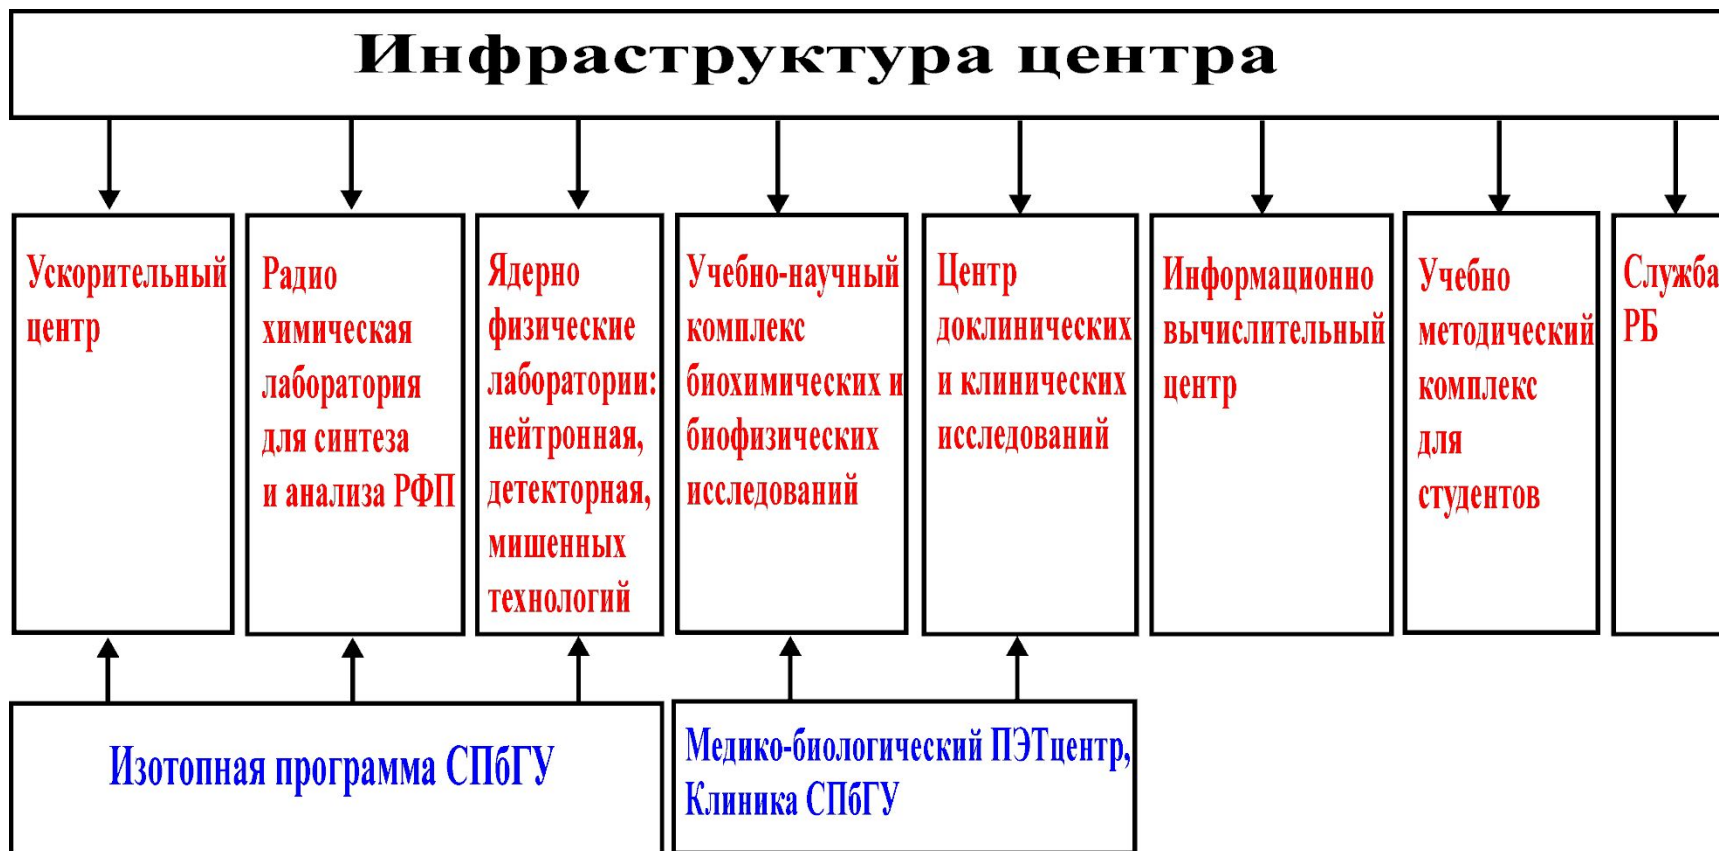 Инфраструктура центра
Ускорительный
центр
Радио
химическая
лаборатория
для синтеза
и анализа РФП
Ядерно
физические
лаборатории:
нейтронная,
детекторная,
мишенных
технологий
Учебно-научный
комплекс
биохимических и
биофизических
исследований
Центр
доклинических
и клинических
исследований
Информационно
вычислительный
центр
Учебно
методический
комплекс
для
студентов
Служба
РБ
Изотопная программа СПбГУ
Медико-биологический ПЭТцентр,
Клиника СПбГУ